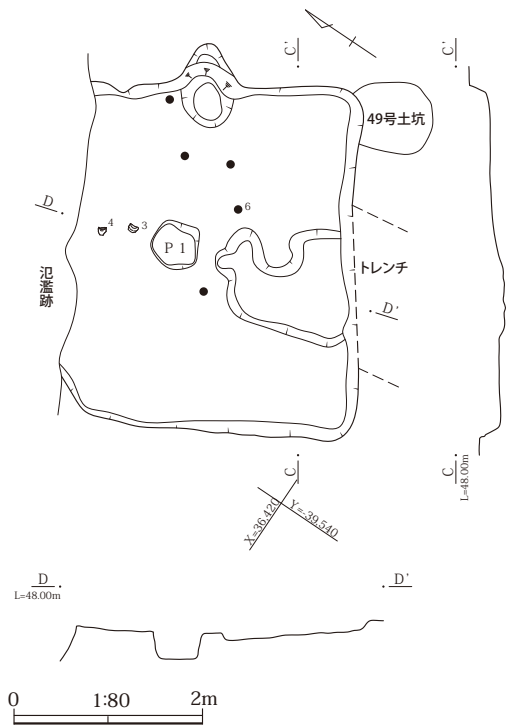 C'
C'
49号土坑
D
4
3
6
P 1
氾濫跡
トレンチ
D'
C
C
L=48.00m
X=36.420
Y=-39.540
D
L=48.00m
D'
0
1:80
2m